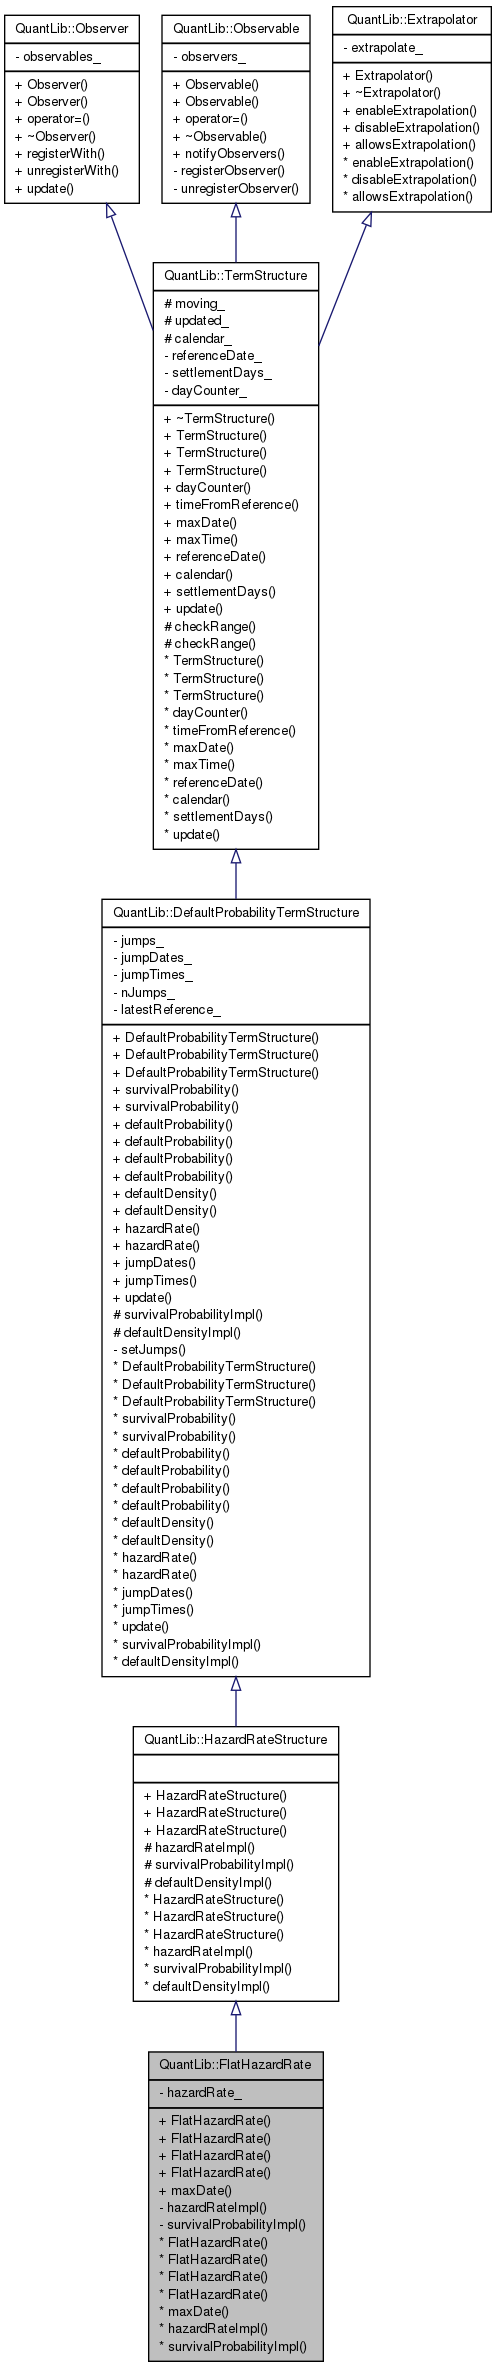 QuantLib::Observer
- observables_
+ Observer()
+ Observer()
+ operator=()
+ ~Observer()
+ registerWith()
+ unregisterWith()
+ update()
QuantLib::Observable
- observers_
+ Observable()
+ Observable()
+ operator=()
+ ~Observable()
+ notifyObservers()
- registerObserver()
- unregisterObserver()
QuantLib::Extrapolator
- extrapolate_
+ Extrapolator()
+ ~Extrapolator()
+ enableExtrapolation()
+ disableExtrapolation()
+ allowsExtrapolation()
* enableExtrapolation()
* disableExtrapolation()
* allowsExtrapolation()
QuantLib::TermStructure
# moving_
# updated_
# calendar_
- referenceDate_
- settlementDays_
- dayCounter_
+ ~TermStructure()
+ TermStructure()
+ TermStructure()
+ TermStructure()
+ dayCounter()
+ timeFromReference()
+ maxDate()
+ maxTime()
+ referenceDate()
+ calendar()
+ settlementDays()
+ update()
# checkRange()
# checkRange()
* TermStructure()
* TermStructure()
* TermStructure()
* dayCounter()
* timeFromReference()
* maxDate()
* maxTime()
* referenceDate()
* calendar()
* settlementDays()
* update()
QuantLib::DefaultProbabilityTermStructure
- jumps_
- jumpDates_
- jumpTimes_
- nJumps_
- latestReference_
+ DefaultProbabilityTermStructure()
+ DefaultProbabilityTermStructure()
+ DefaultProbabilityTermStructure()
+ survivalProbability()
+ survivalProbability()
+ defaultProbability()
+ defaultProbability()
+ defaultProbability()
+ defaultProbability()
+ defaultDensity()
+ defaultDensity()
+ hazardRate()
+ hazardRate()
+ jumpDates()
+ jumpTimes()
+ update()
# survivalProbabilityImpl()
# defaultDensityImpl()
- setJumps()
* DefaultProbabilityTermStructure()
* DefaultProbabilityTermStructure()
* DefaultProbabilityTermStructure()
* survivalProbability()
* survivalProbability()
* defaultProbability()
* defaultProbability()
* defaultProbability()
* defaultProbability()
* defaultDensity()
* defaultDensity()
* hazardRate()
* hazardRate()
* jumpDates()
* jumpTimes()
* update()
* survivalProbabilityImpl()
* defaultDensityImpl()
QuantLib::HazardRateStructure
+ HazardRateStructure()
+ HazardRateStructure()
+ HazardRateStructure()
# hazardRateImpl()
# survivalProbabilityImpl()
# defaultDensityImpl()
* HazardRateStructure()
* HazardRateStructure()
* HazardRateStructure()
* hazardRateImpl()
* survivalProbabilityImpl()
* defaultDensityImpl()
QuantLib::FlatHazardRate
- hazardRate_
+ FlatHazardRate()
+ FlatHazardRate()
+ FlatHazardRate()
+ FlatHazardRate()
+ maxDate()
- hazardRateImpl()
- survivalProbabilityImpl()
* FlatHazardRate()
* FlatHazardRate()
* FlatHazardRate()
* FlatHazardRate()
* maxDate()
* hazardRateImpl()
* survivalProbabilityImpl()